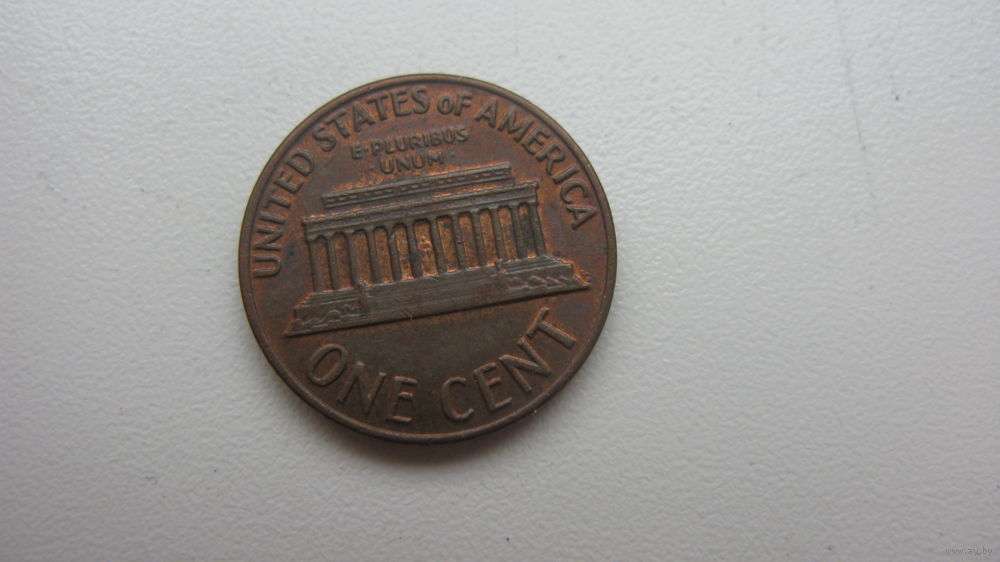 UNITED STATES OF AMERICA
E·PLURIBUS
UNUM·
ONE CENT
www.ay.by